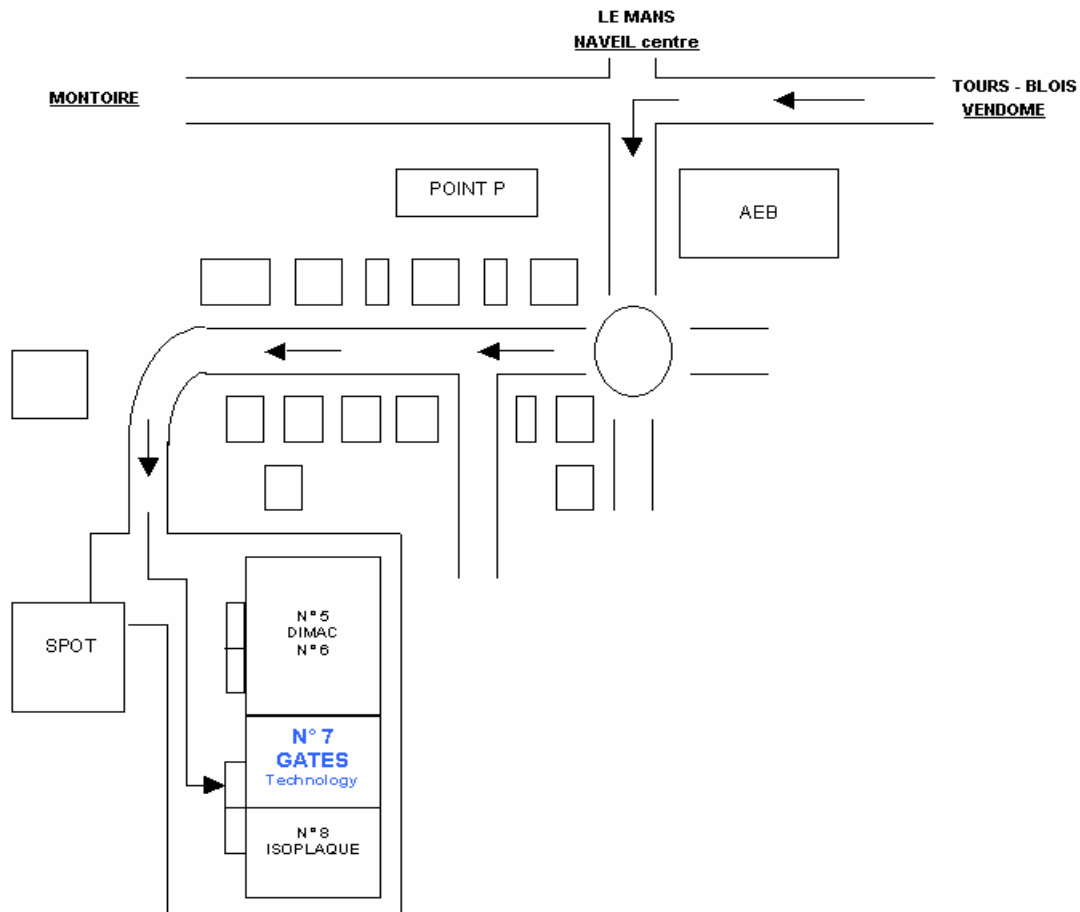 LE MANS
NAVEIL centre
MONTOIRE
TOURS - BLOIS
VENDOME
POINT P
AEB
N°5
DIMAC
N°6
SPOT
N° 7
GATES
Technology
N°8
ISOPLAQUE